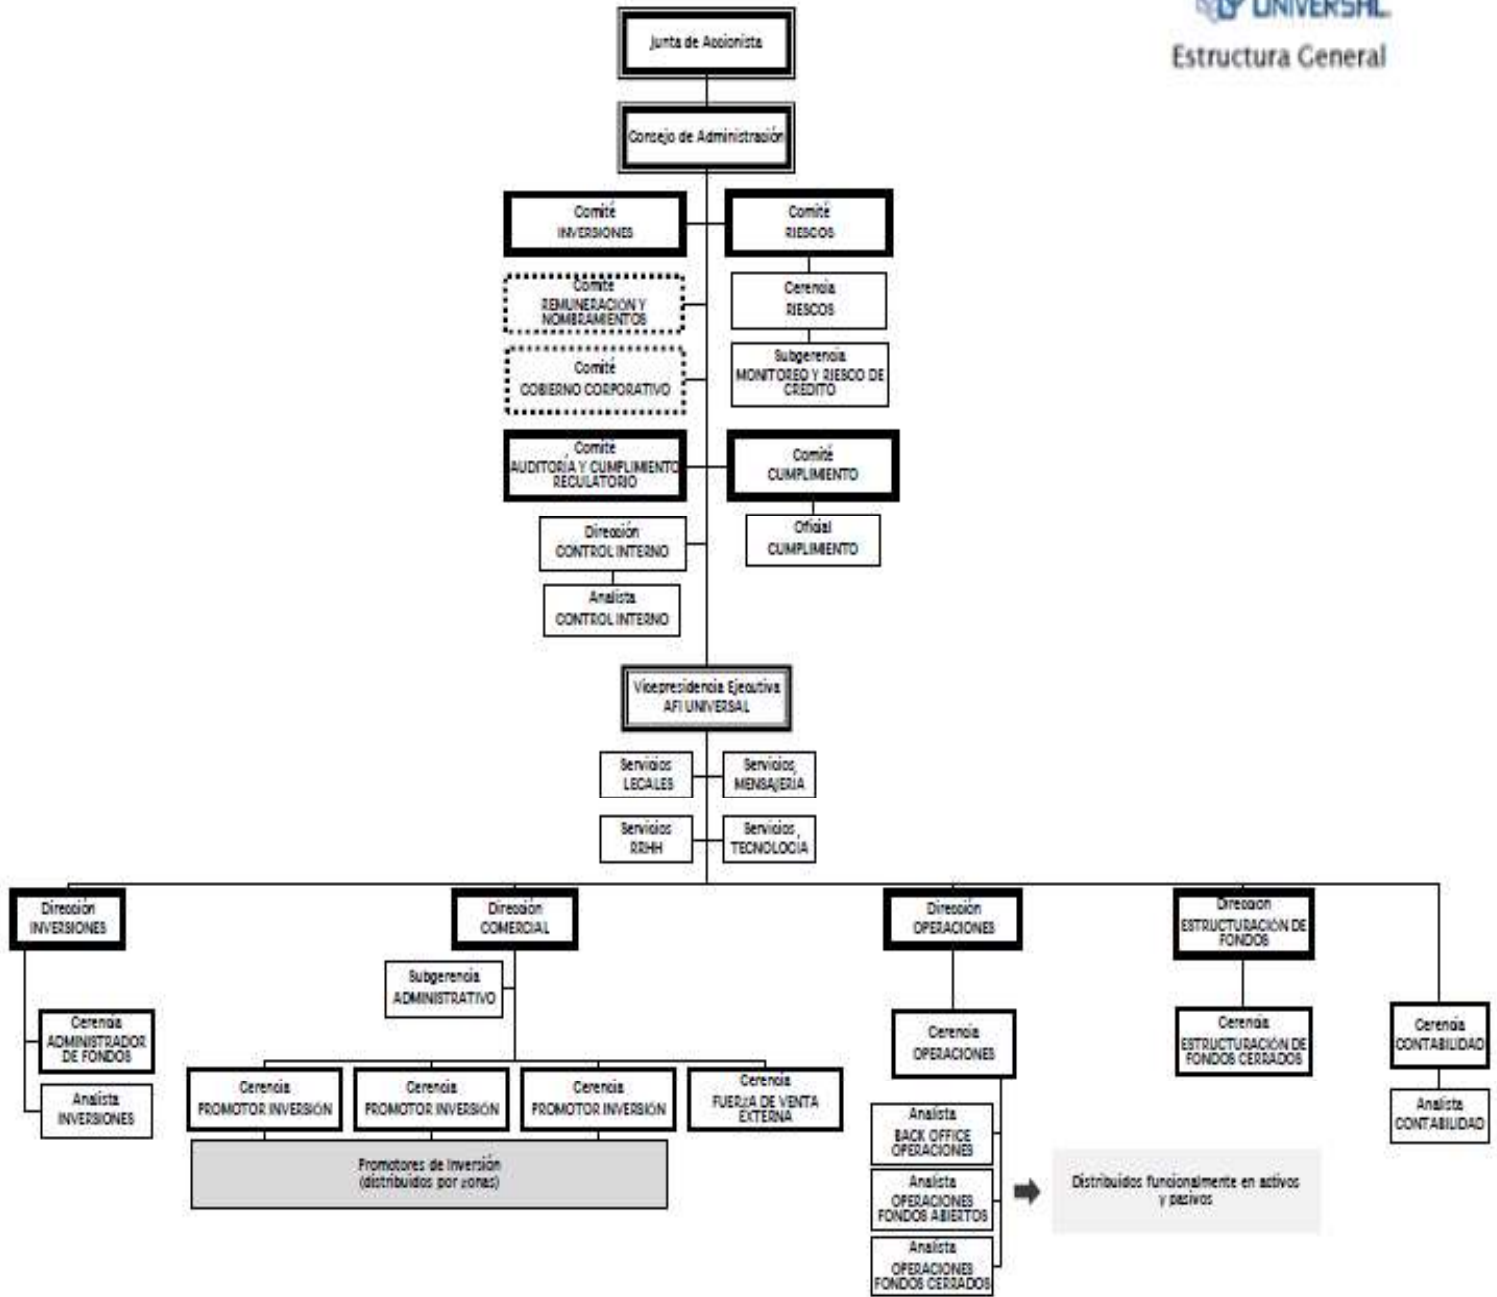 UNIVERSAL
Estructura General
Junta de Accionista
Consejo de Administración
Comité
INVERSIONES
Comité
RIESGOS
Comité
REMUNERACIÓN Y
NOMBRAMIENTOS
Gerencia
RIESGOS
Comité
GOBIERNO CORPORATIVO
Subgerencia
MONITOREO Y RIESGO DE
CRÉDITO
Comité
AUDITORÍA Y CUMPLIMIENTO
REGULATORIO
Comité
CUMPLIMIENTO
Dirección
CONTROL INTERNO
Oficial
CUMPLIMIENTO
Analista
CONTROL INTERNO
Vicepresidencia Ejecutiva
AFI UNIVERSAL
Servicios
LEGALES
Servicios
MENSAJERÍA
Servicios
RRHH
Servicios
TECNOLOGÍA
Dirección
INVERSIONES
Dirección
COMERCIAL
Dirección
OPERACIONES
Dirección
ESTRUCTURACIÓN DE
FONDOS
Subgerencia
ADMINISTRATIVO
Gerencia
ADMINISTRADOR
DE FONDOS
Gerencia
OPERACIONES
Gerencia
ESTRUCTURACIÓN DE
FONDOS CERRADOS
Gerencia
CONTABILIDAD
Analista
INVERSIONES
Gerencia
PROMOTOR INVERSIÓN
Gerencia
PROMOTOR INVERSIÓN
Gerencia
PROMOTOR INVERSIÓN
Gerencia
FUERZA DE VENTA
EXTERNA
Analista
BACK OFFICE
OPERACIONES
Analista
CONTABILIDAD
Promotores de Inversión
(distribuidos por zonas)
Analista
OPERACIONES
FONDOS ABIERTOS
Distribuidos funcionalmente en activos
y pasivos
Analista
OPERACIONES
FONDOS CERRADOS